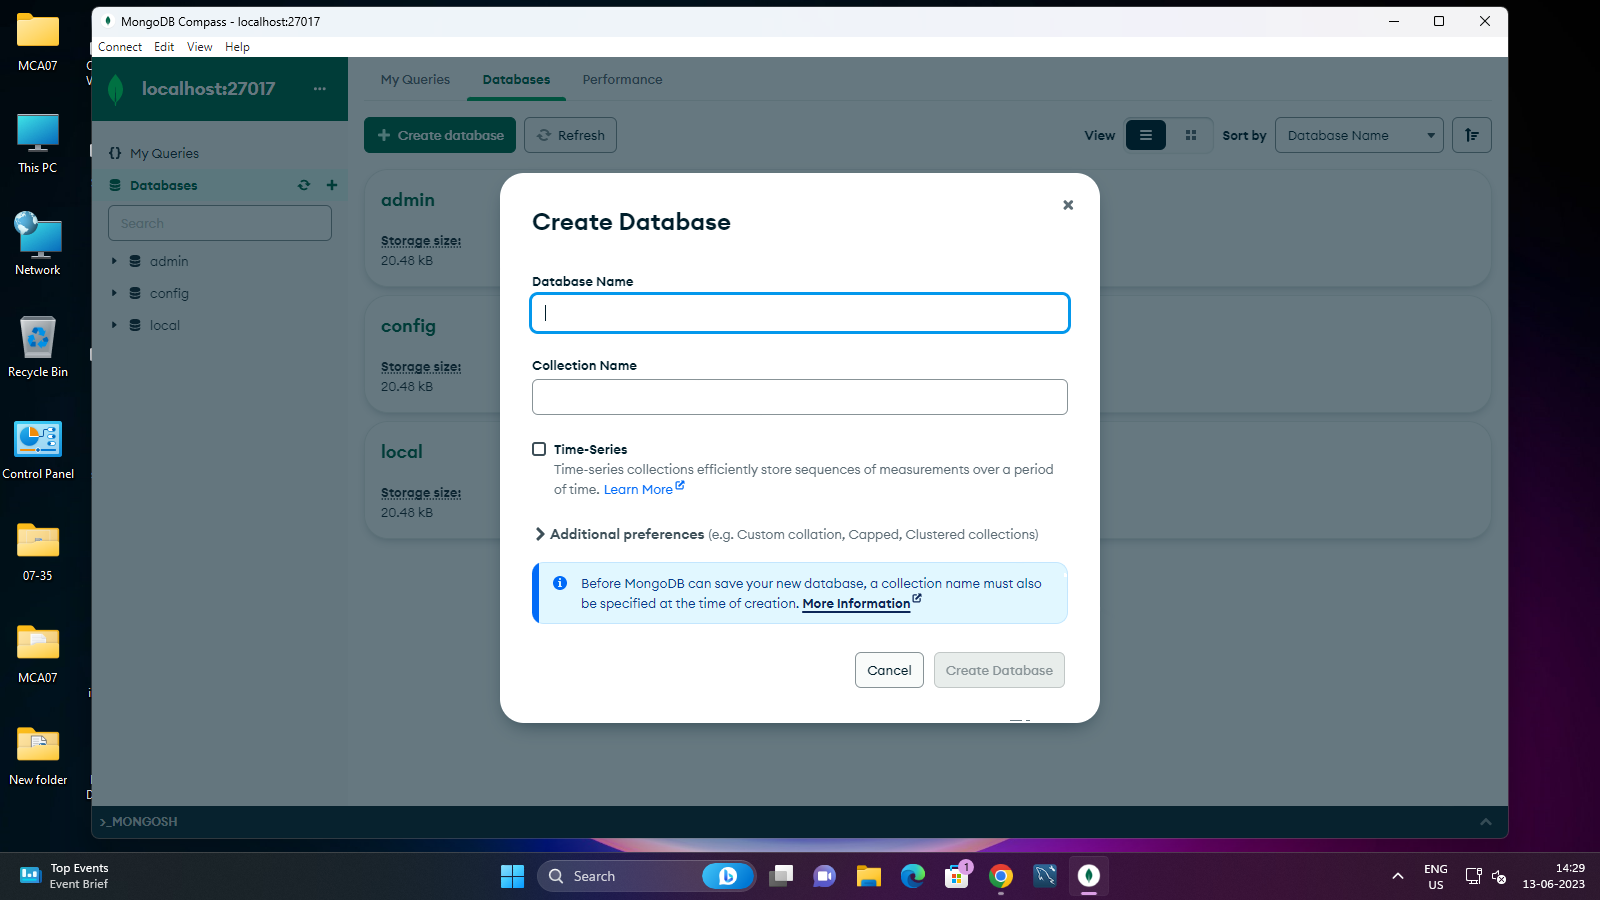 MCA07
This PC
Network
Recycle Bin
Control Panel
07-35
MCA07
New folder
MongoDB Compass - localhost:27017
Connect Edit View Help
localhost:27017
My Queries
Databases
Search
admin
config
local
My Queries Databases Performance
Create database
Refresh
View
Sort by
Database Name
admin
Storage size:
20.48 kB
config
Storage size:
20.48 kB
local
Storage size:
20.48 kB
Create Database
Database Name
Collection Name
Time-Series
Time-series collections efficiently store sequences of measurements over a period
of time. Learn More
Additional preferences (e.g. Custom collation, Capped, Clustered collections)
Before MongoDB can save your new database, a collection name must also
be specified at the time of creation. More Information
Cancel
Create Database
>_MONGOSH
Top Events
Event Brief
Search
1
ENG
US
14:29
13-06-2023